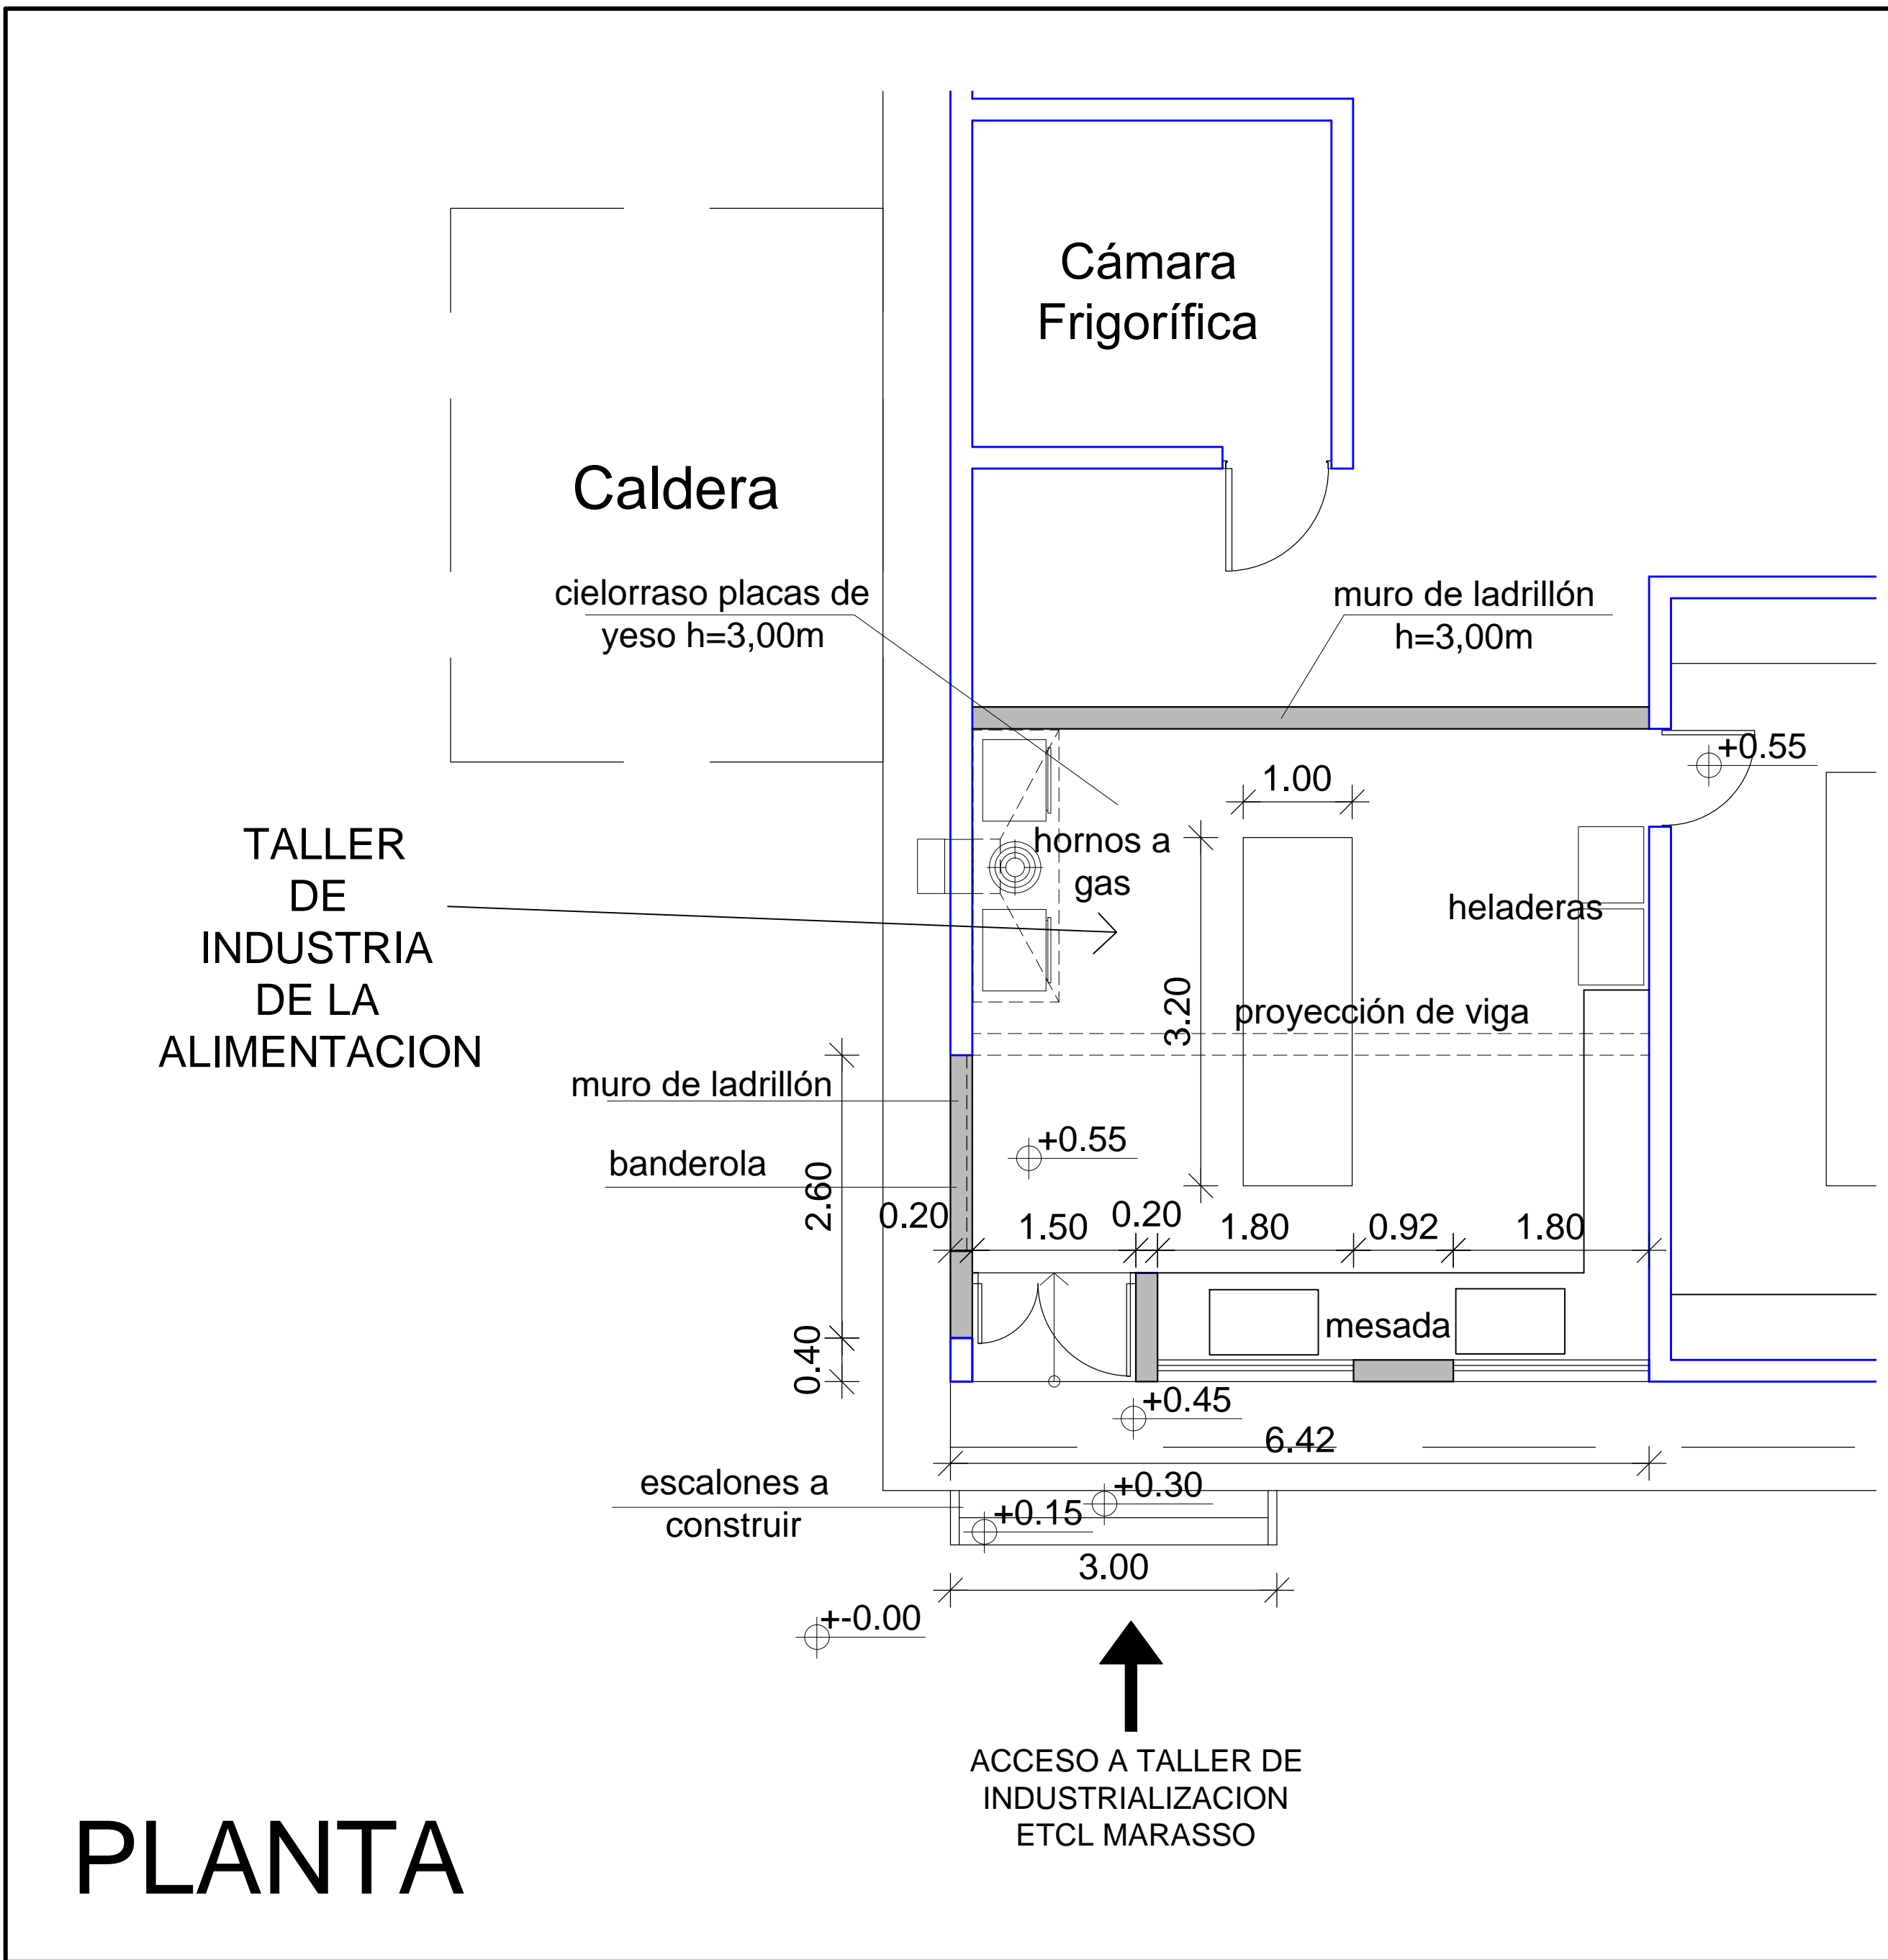 Cámara
Frigorífica
Caldera
cielorraso placas de
yeso h=3,00m
muro de ladrillón
h=3,00m
+0.55
1.00
TALLER
DE
INDUSTRIA
DE LA
ALIMENTACION
hornos a
gas
heladeras
3.20
proyección de viga
muro de ladrillón
banderola
+0.55
2.60
0.20
1.50
0.20
1.80
0.92
1.80
mesada
0.40
+0.45
6.42
escalones a
construir
+0.30
+0.15
3.00
+-0.00
ACCESO A TALLER DE
INDUSTRIALIZACION
ETCL MARASSO
PLANTA